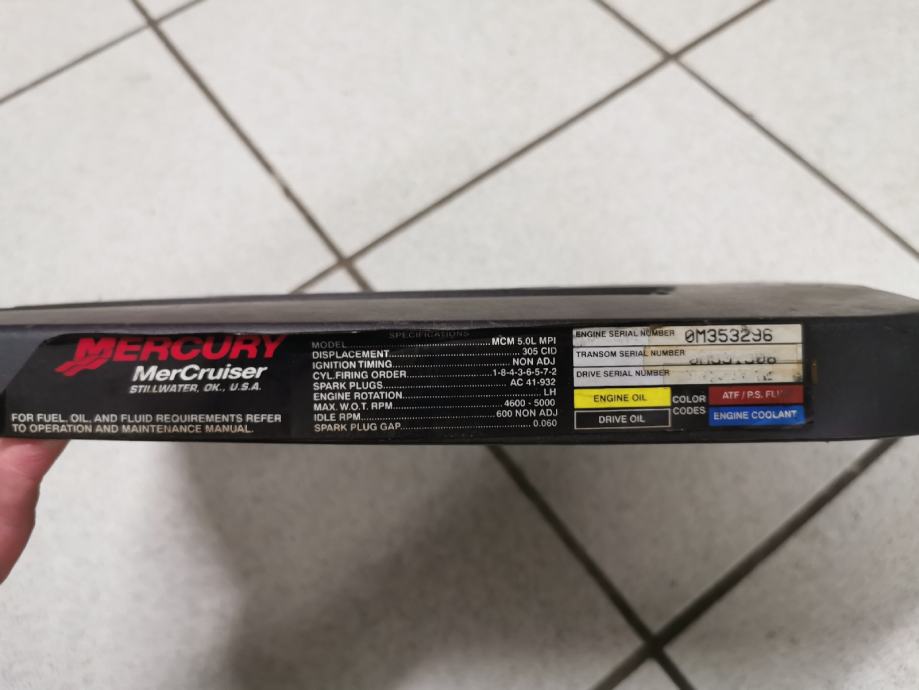 MERCURY
MerCruiser
STILLWATER, OK., U.S.A.
FOR FUEL, OIL, AND FLUID REQUIREMENTS REFER
TO OPERATION AND MAINTENANCE MANUAL.
SPECIFICATIONS
MODEL MCM 5.0L MPI
DISPLACEMENT 305 CID
IGNITION TIMING NON ADJ
CYL.FIRING ORDER 1-8-4-3-6-5-7-2
SPARK PLUGS AC 41-932
ENGINE ROTATION LH
MAX. W.O.T. RPM 4600 - 5000
IDLE RPM 600 NON ADJ
SPARK PLUG GAP 0.060
ENGINE SERIAL NUMBER 0M353296
TRANSOM SERIAL NUMBER
DRIVE SERIAL NUMBER
ENGINE OIL
DRIVE OIL
COLOR
CODES
ATF / P.S.
ENGINE COOLANT